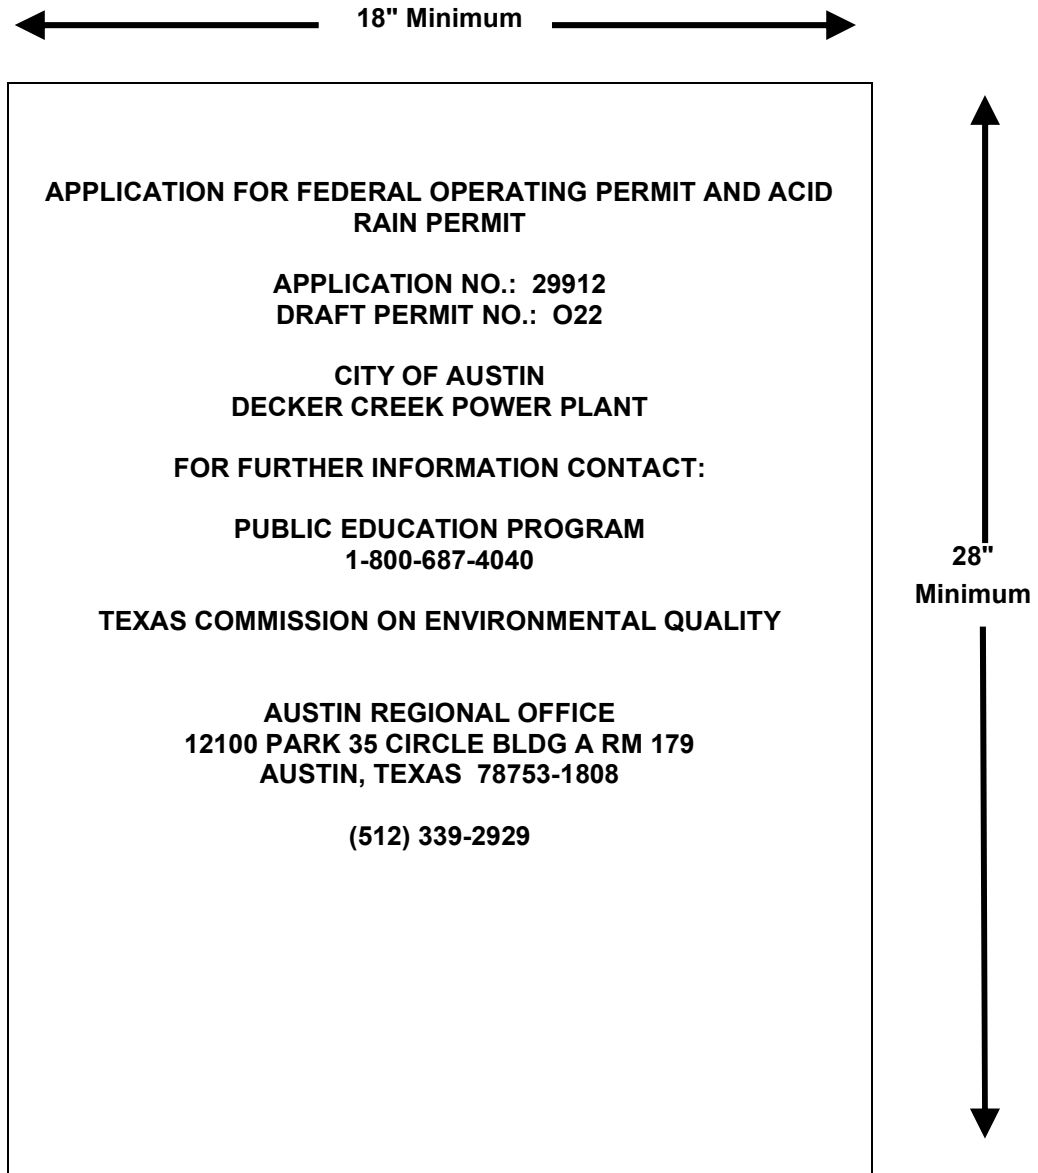 18" Minimum
APPLICATION FOR FEDERAL OPERATING PERMIT AND ACID
RAIN PERMIT
APPLICATION NO.: 29912
DRAFT PERMIT NO.: O22
CITY OF AUSTIN
DECKER CREEK POWER PLANT
FOR FURTHER INFORMATION CONTACT:
PUBLIC EDUCATION PROGRAM
1-800-687-4040
TEXAS COMMISSION ON ENVIRONMENTAL QUALITY
AUSTIN REGIONAL OFFICE
12100 PARK 35 CIRCLE BLDG A RM 179
AUSTIN, TEXAS 78753-1808
(512) 339-2929
28"
Minimum